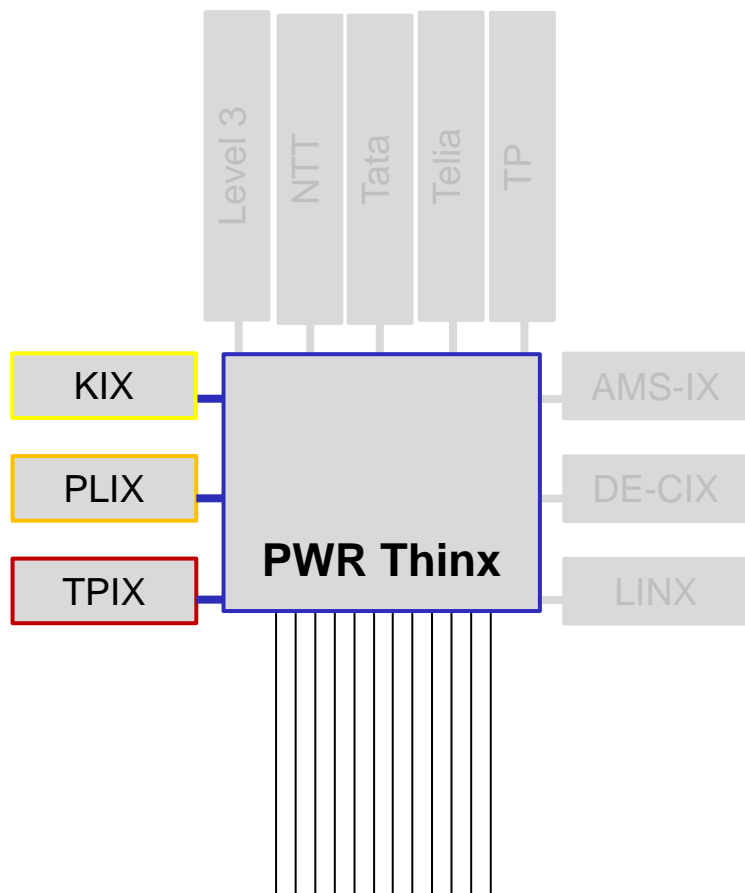 Level 3
NTT
Tata
Telia
TP
KIX
AMS-IX
PLIX
DE-CIX
PWR Thinx
TPIX
LINX